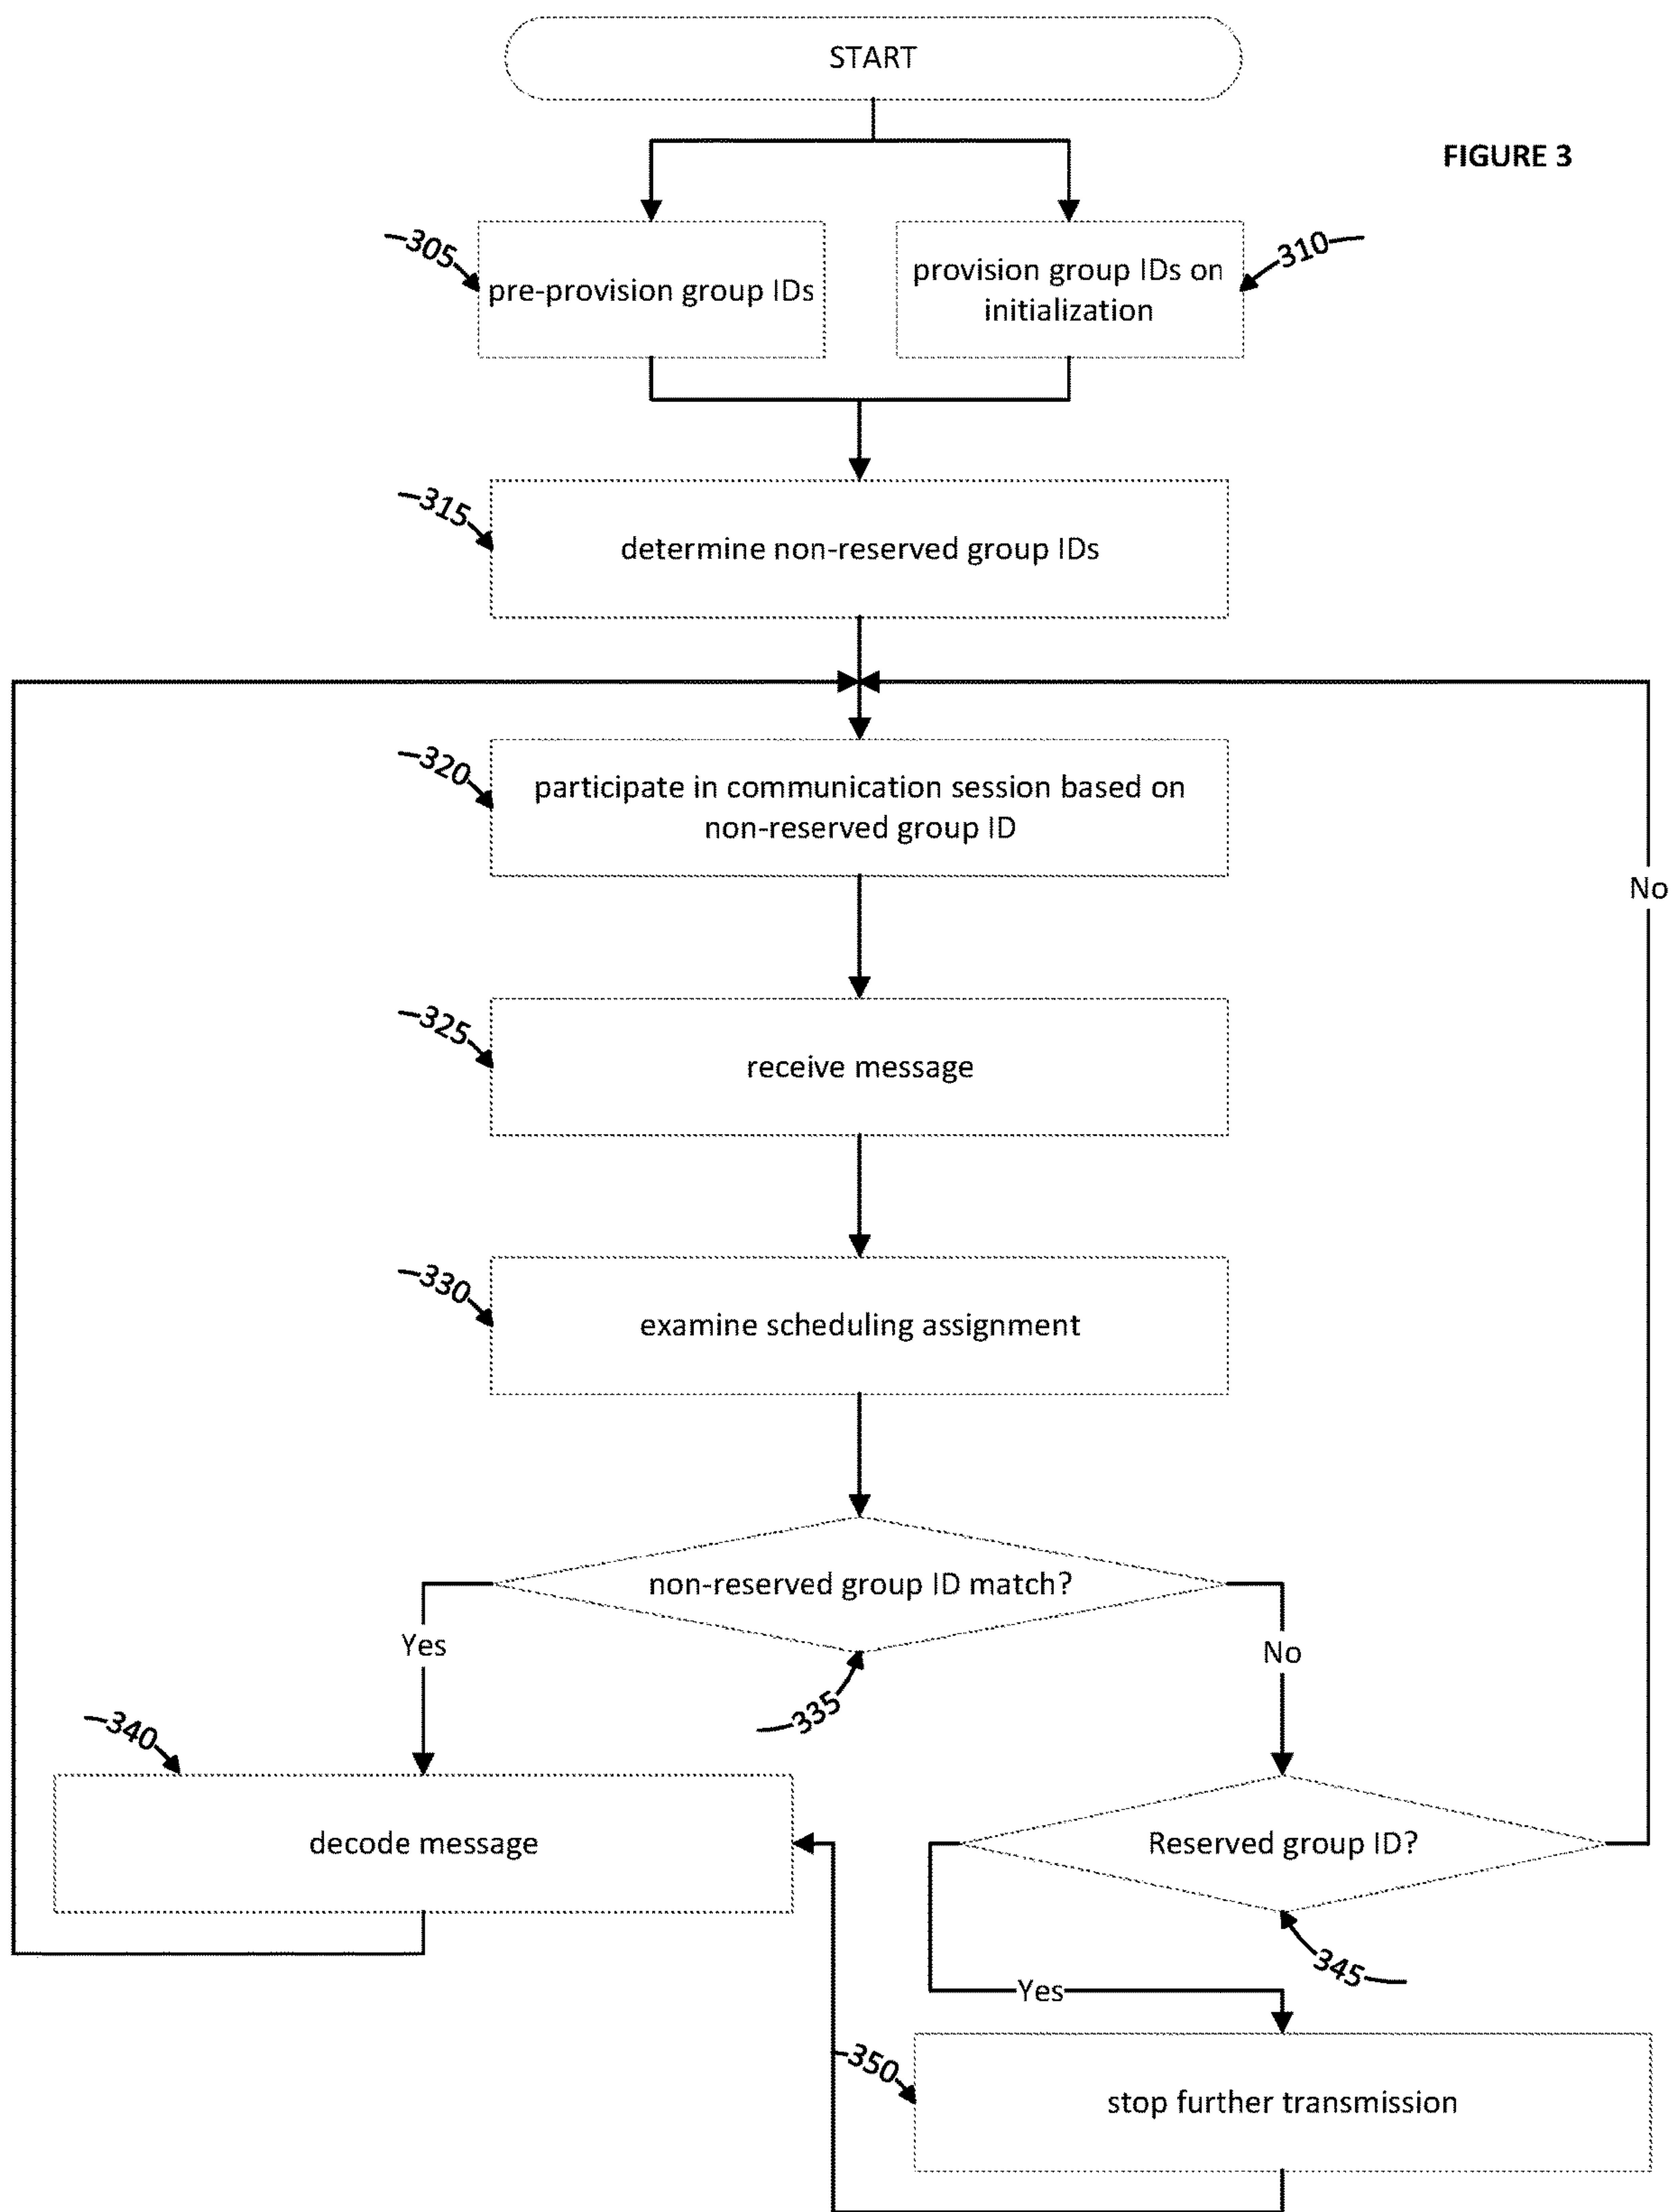 START
FIGURE 3
305
pre-provision group IDs
provision group IDs on
initialization
310
315
determine non-reserved group IDs
320
participate in communication session based on
non-reserved group ID
No
325
receive message
330
examine scheduling assignment
non-reserved group ID match?
Yes
No
335
340
decode message
Reserved group ID?
345
Yes
350
stop further transmission